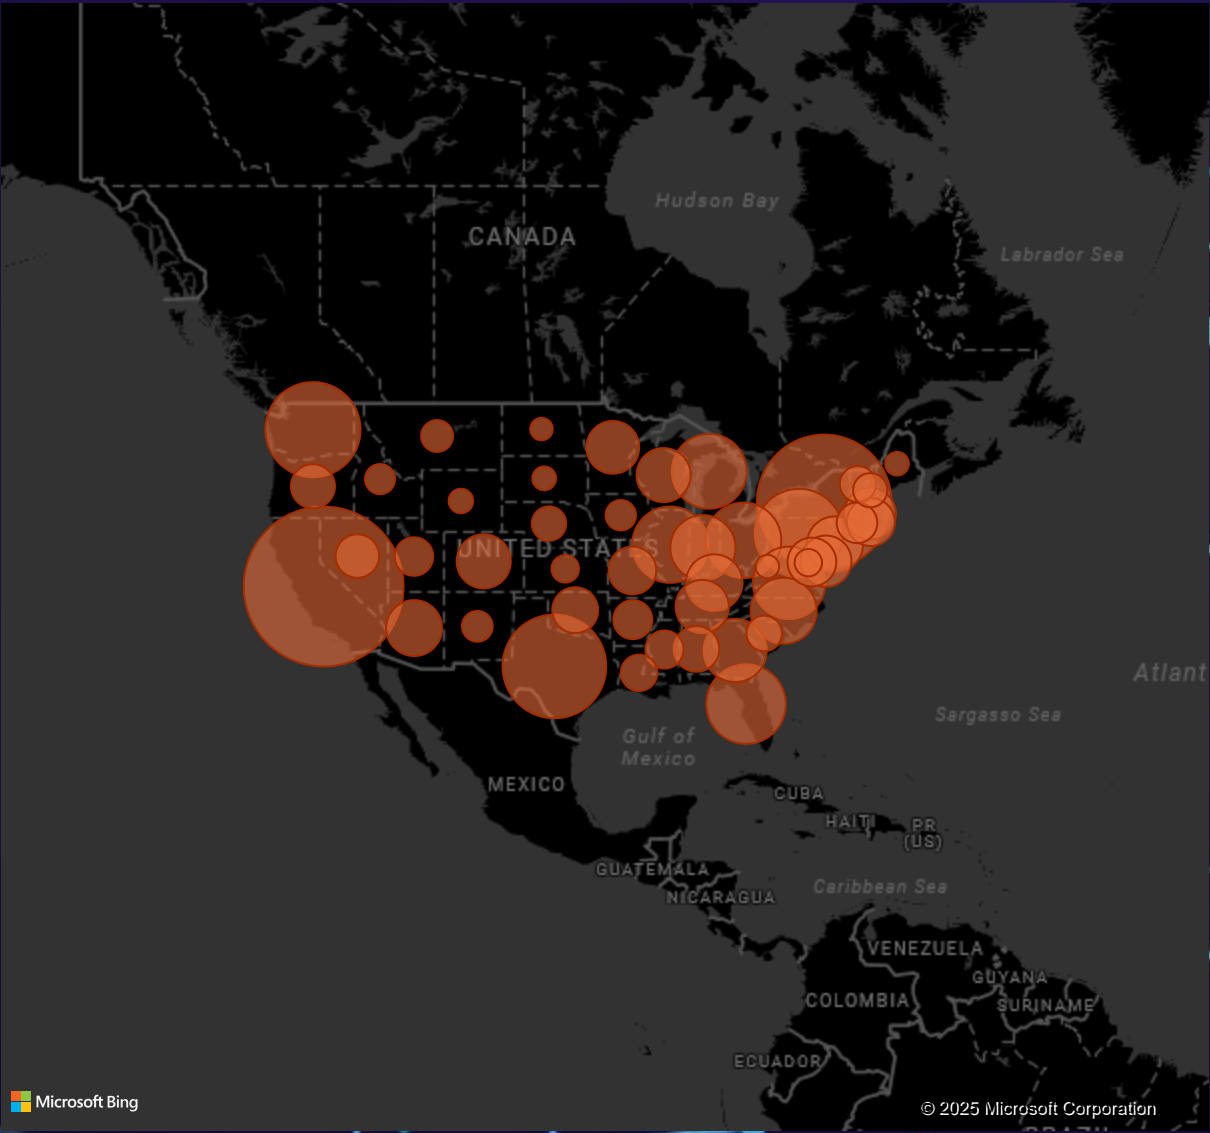 Hudson Bay
CANADA
Labrador Sea
UNITED STATES
Atlant
Sargasso Sea
Gulf of
Mexico
MEXICO
CUBA
HAITI
PR
(US)
GUATEMALA
Caribbean Sea
NICARAGUA
VENEZUELA
GUYANA
COLOMBIA
SURINAME
ECUADOR
Microsoft Bing
© 2025 Microsoft Corporation
BRAZIL